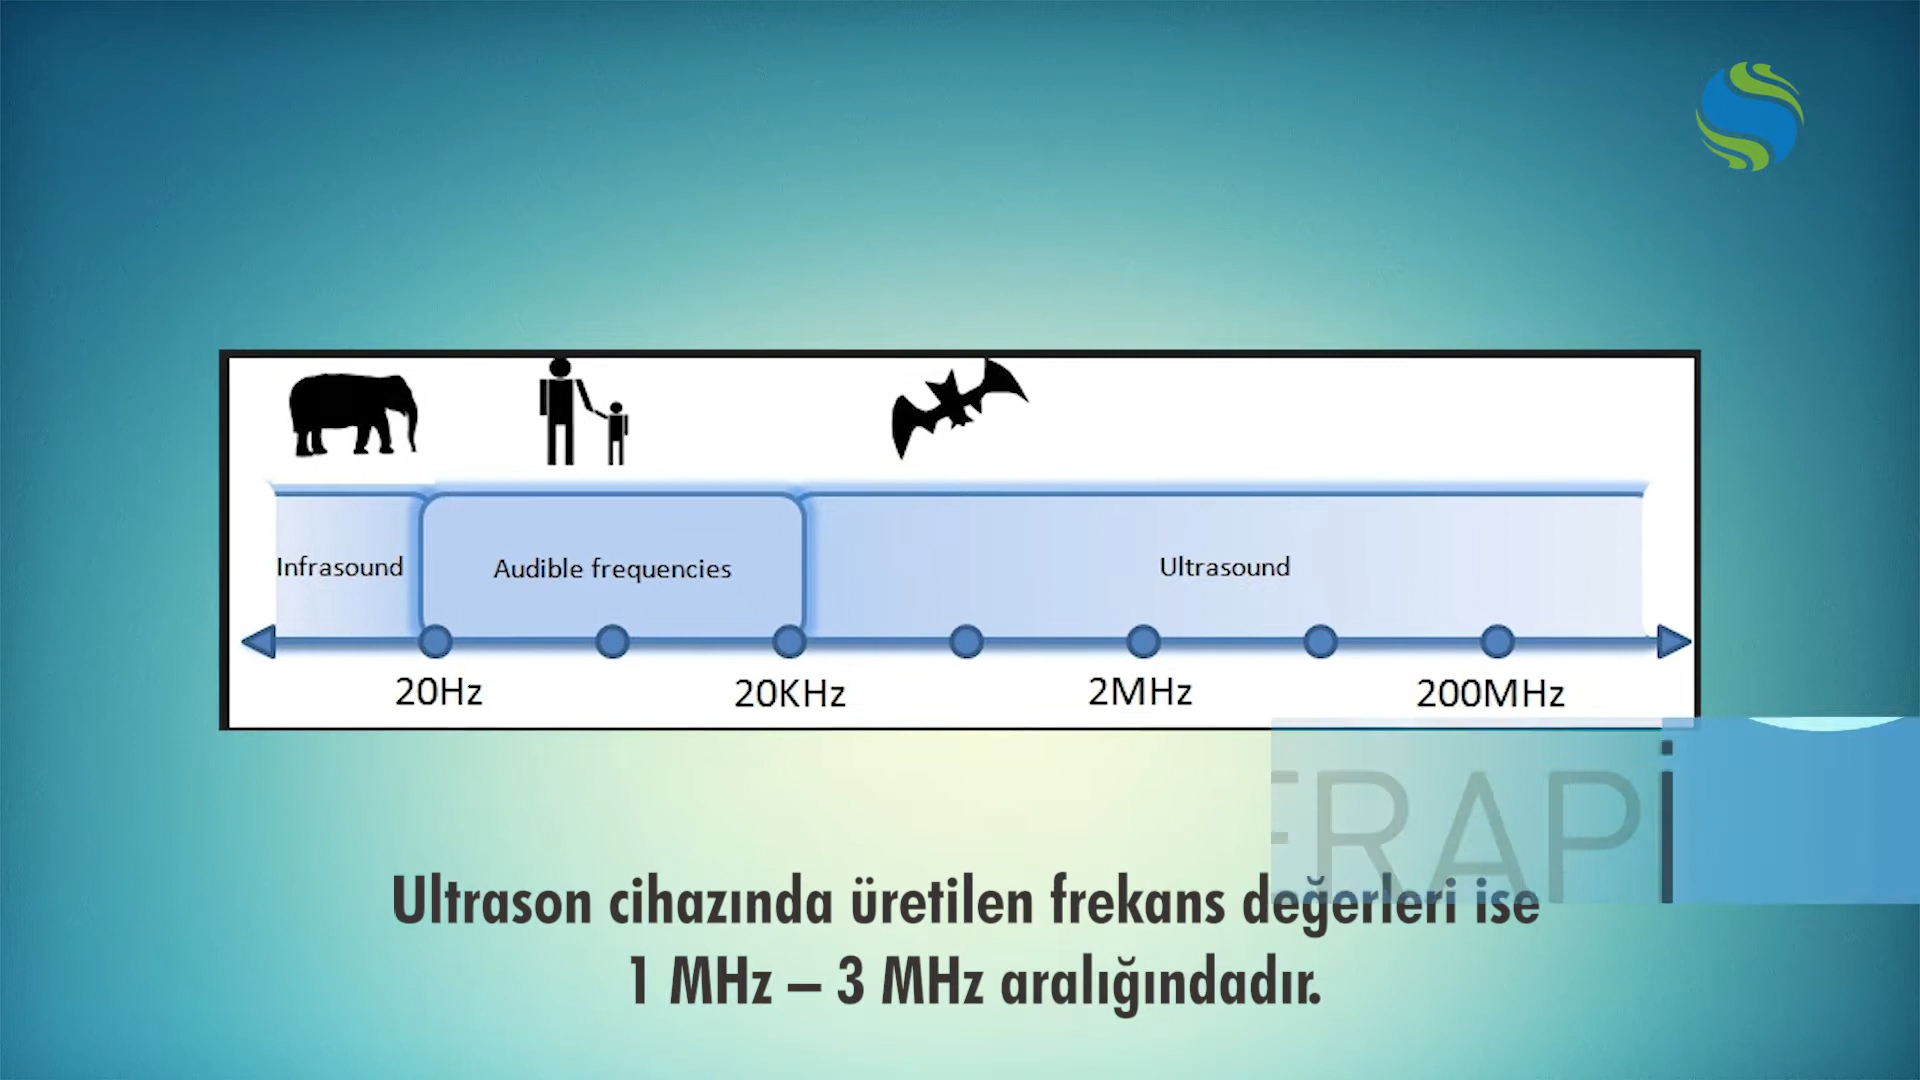 Infrasound
Audible frequencies
Ultrasound
20Hz
20KHz
2MHz
200MHz
Ultrason cihazında üretilen frekans değerleri ise
1 MHz – 3 MHz aralığındadır.